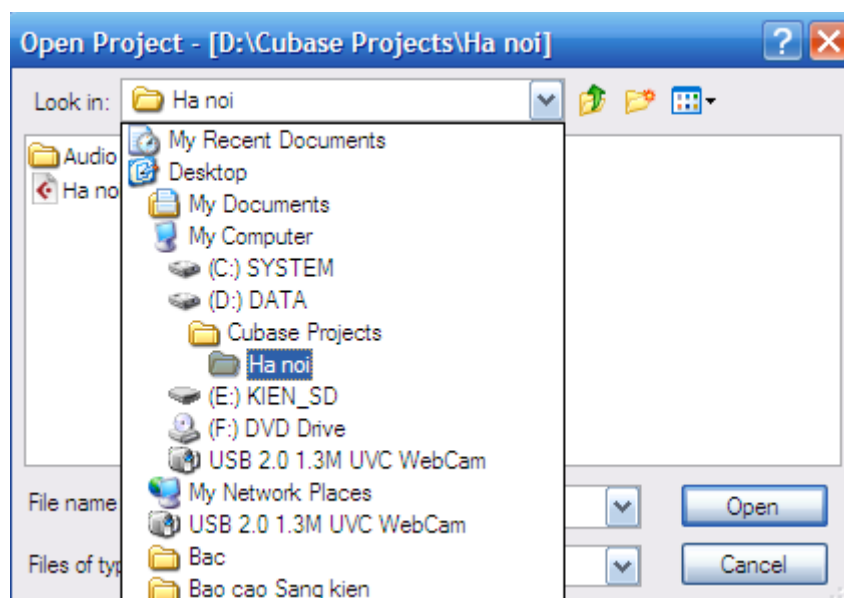 Open Project - [D:\Cubase Projects\Ha noi]
Look in: Ha noi
Audio
Ha no
My Recent Documents
Desktop
My Documents
My Computer
(C:) SYSTEM
(D:) DATA
Cubase Projects
Ha noi
(E:) KIEN_SD
(F:) DVD Drive
USB 2.0 1.3M UVC WebCam
My Network Places
USB 2.0 1.3M UVC WebCam
Bac
Bao cao Sang kien
File name
Open
Files of typ
Cancel